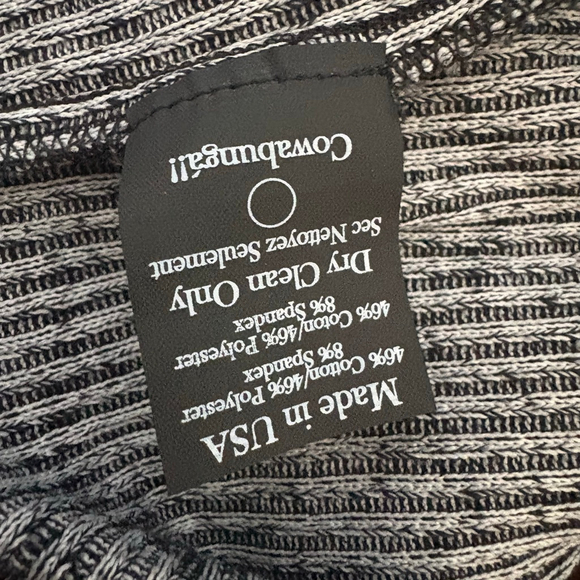 Made in USA
46% Cotton/46% Polyester
8% Spandex
46% Coton/46% Polyester
8% Spandex
Dry Clean Only
Sec Nettoyez Seulement
Cowabungá!!